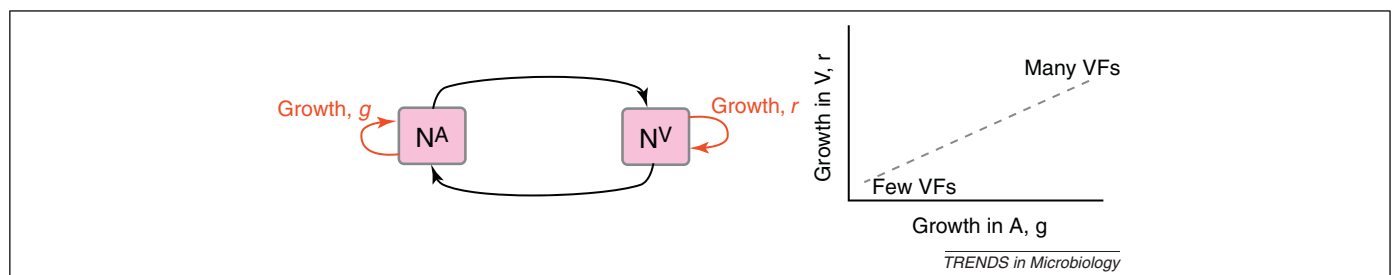 Growth, g
NA
NV
Growth, r
Growth in V, r
Many VFs
Few VFs
Growth in A, g
TRENDS in Microbiology